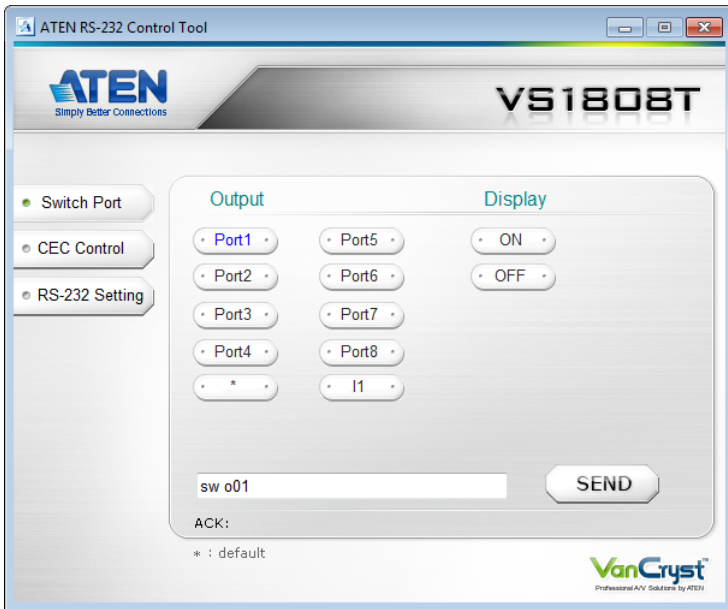 ATEN RS-232 Control Tool
ATEN
Simply Better Connections
VS1808T
Switch Port
CEC Control
RS-232 Setting
Output
Display
Port1
Port5
ON
Port2
Port6
OFF
Port3
Port7
Port4
Port8
*
I1
sw o01
SEND
ACK:
* : default
VanCryst™
Professional A/V Solutions by ATEN